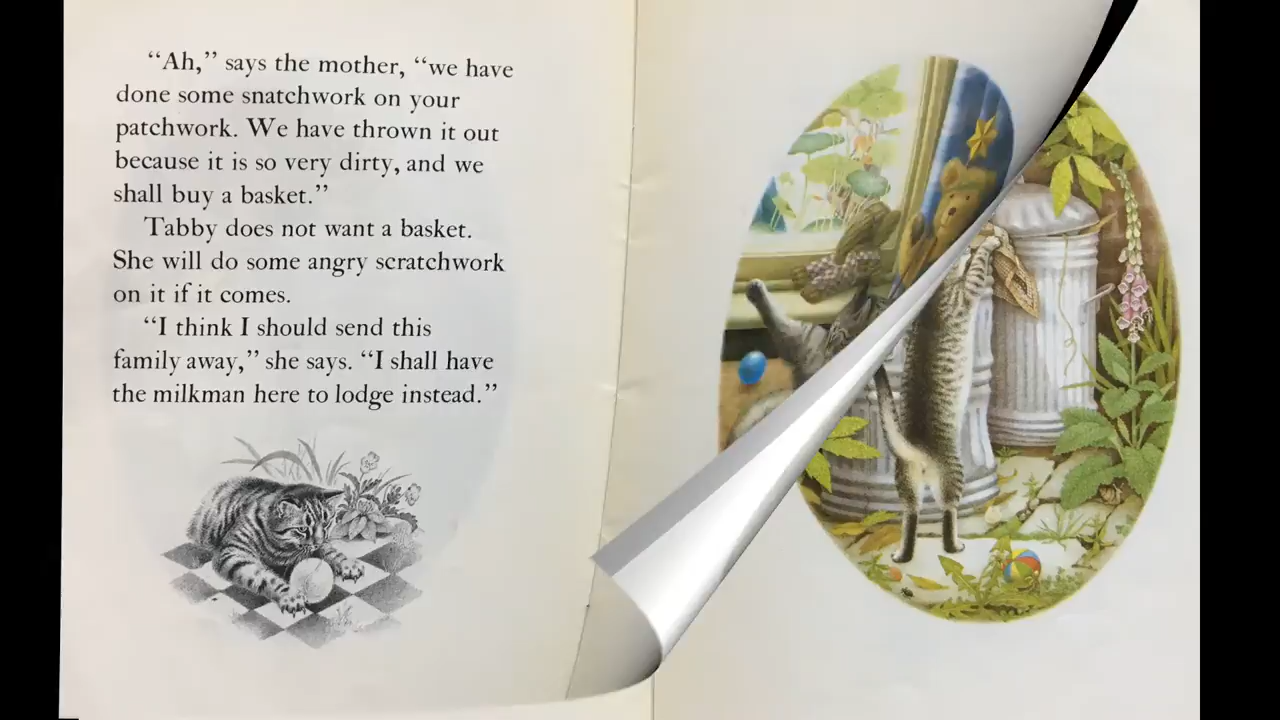 “Ah,” says the mother, “we have
done some snatchwork on your
patchwork. We have thrown it out
because it is so very dirty, and we
shall buy a basket.”
Tabby does not want a basket.
She will do some angry scratchwork
on it if it comes.
“I think I should send this
family away,” she says. “I shall have
the milkman here to lodge instead.”